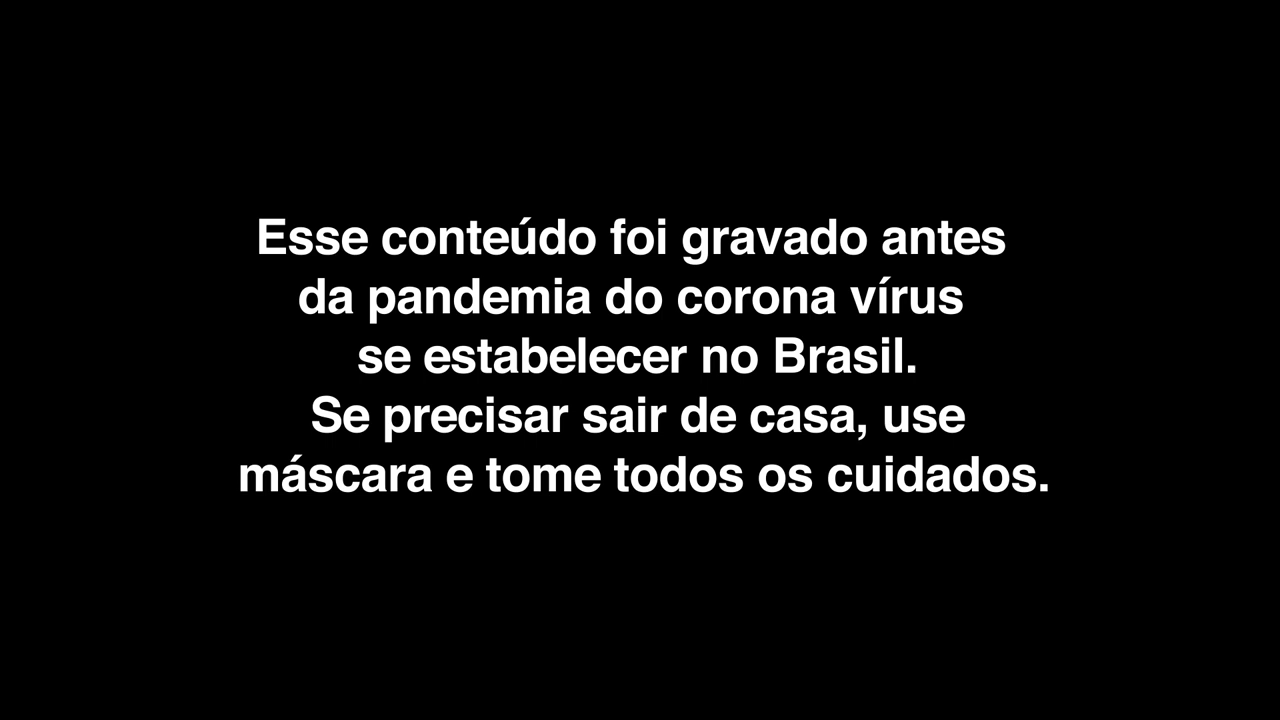 Esse conteúdo foi gravado antes
da pandemia do corona vírus
se estabelecer no Brasil.
Se precisar sair de casa, use
máscara e tome todos os cuidados.